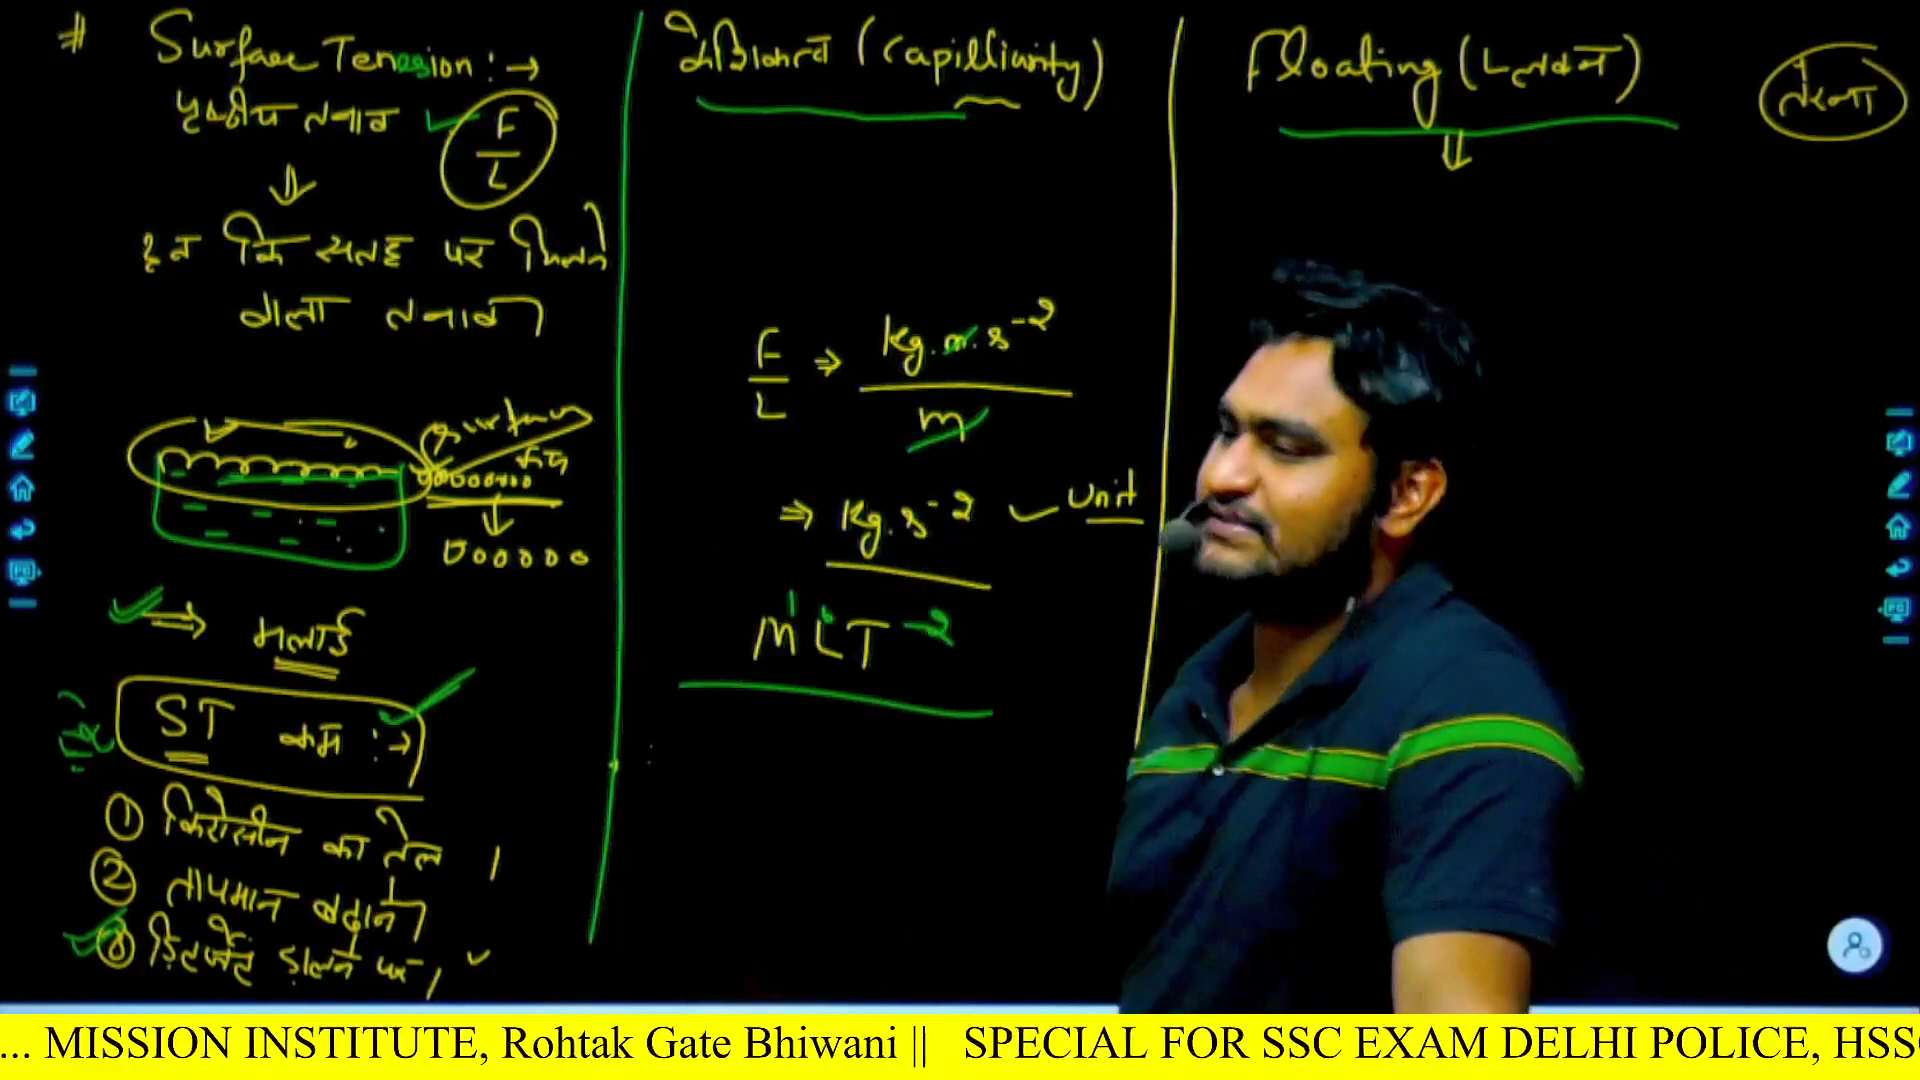 # Surface Tension :→
पृष्ठीय तनाव ✓ F/L
⇓
द्रव कि सतह पर मिलने
वाला तनाव
surface
000000
✓ ⇒ मलाई
ST कम :→
① किरोसीन का तेल ।
② तापमान बढ़ाने
③ डिटर्जेंट डालने पर ।
केशिकत्व (Capilliarity)
F/L ⇒ Kg.m.s⁻² / m
⇒ Kg.s⁻² ✓ Unit
M¹L⁰T⁻²
Floating (प्लवन)
⇓
तैरना
... MISSION INSTITUTE, Rohtak Gate Bhiwani || SPECIAL FOR SSC EXAM DELHI POLICE, HSS